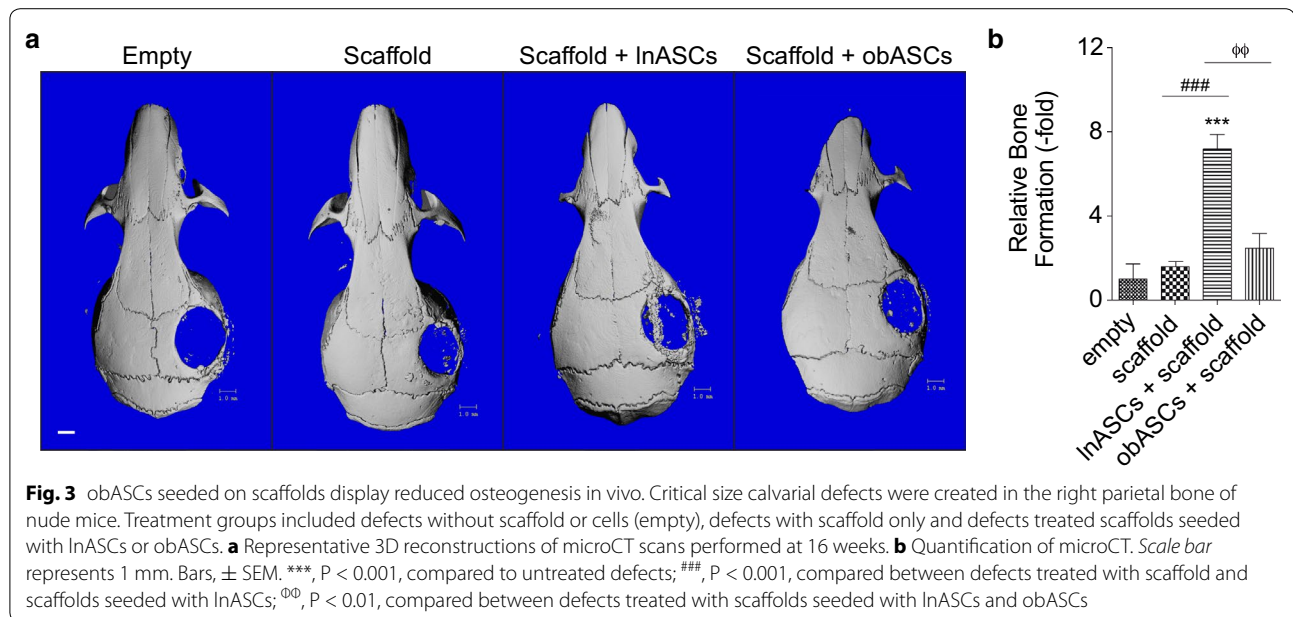 a
Empty
Scaffold
Scaffold + lnASCs
Scaffold + obASCs
1.0 mm
1.0 mm
1.0 mm
1.0 mm
b
Relative Bone
Formation (-fold)
12
8
4
0
ϕϕ
###
***
empty
scaffold
lnASCs + scaffold
obASCs + scaffold
Fig. 3 obASCs seeded on scaffolds display reduced osteogenesis in vivo. Critical size calvarial defects were created in the right parietal bone of
nude mice. Treatment groups included defects without scaffold or cells (empty), defects with scaffold only and defects treated scaffolds seeded
with lnASCs or obASCs. a Representative 3D reconstructions of microCT scans performed at 16 weeks. b Quantification of microCT. Scale bar
represents 1 mm. Bars, ± SEM. ***, P < 0.001, compared to untreated defects; ###, P < 0.001, compared between defects treated with scaffold and
scaffolds seeded with lnASCs; ΦΦ, P < 0.01, compared between defects treated with scaffolds seeded with lnASCs and obASCs